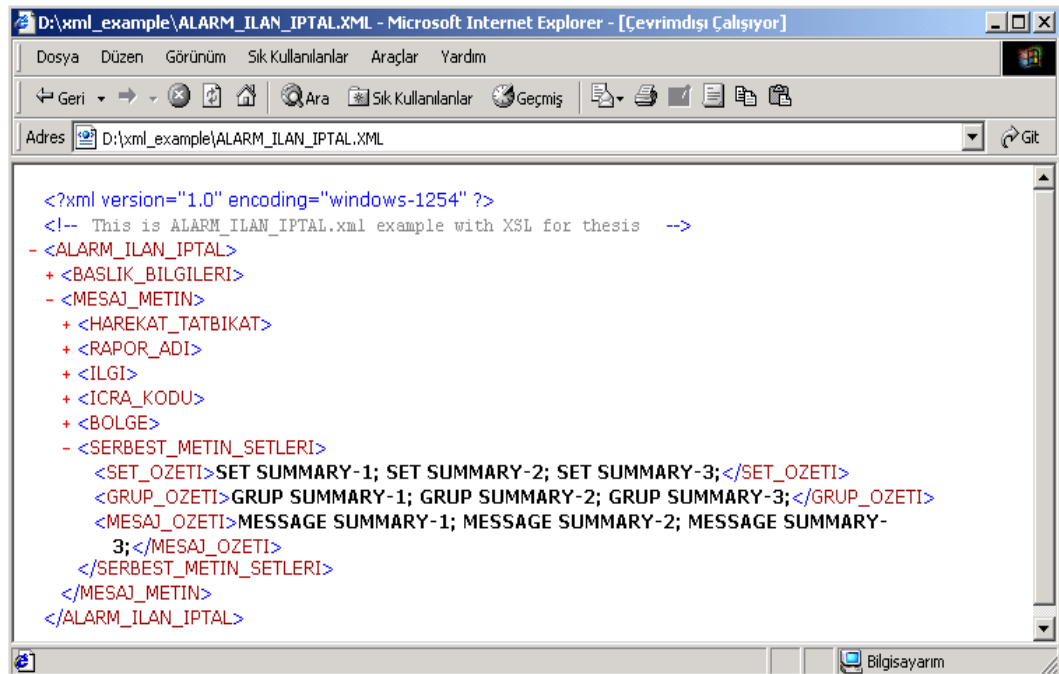 D:\xml_example\ALARM_ILAN_IPTAL.XML - Microsoft Internet Explorer - [Çevrimdışı Çalışıyor]
Dosya Düzen Görünüm Sık Kullanılanlar Araçlar Yardım
Geri Ara Sık Kullanılanlar Geçmiş
Adres D:\xml_example\ALARM_ILAN_IPTAL.XML Git
<?xml version="1.0" encoding="windows-1254" ?>
<!-- This is ALARM_ILAN_IPTAL.xml example with XSL for thesis -->
- <ALARM_ILAN_IPTAL>
+ <BASLIK_BILGILERI>
- <MESAJ_METIN>
+ <HAREKAT_TATBIKAT>
+ <RAPOR_ADI>
+ <ILGI>
+ <ICRA_KODU>
+ <BOLGE>
- <SERBEST_METIN_SETLERI>
<SET_OZETI>SET SUMMARY-1; SET SUMMARY-2; SET SUMMARY-3;</SET_OZETI>
<GRUP_OZETI>GRUP SUMMARY-1; GRUP SUMMARY-2; GRUP SUMMARY-3;</GRUP_OZETI>
<MESAJ_OZETI>MESSAGE SUMMARY-1; MESSAGE SUMMARY-2; MESSAGE SUMMARY-
3;</MESAJ_OZETI>
</SERBEST_METIN_SETLERI>
</MESAJ_METIN>
</ALARM_ILAN_IPTAL>
Bilgisayarım